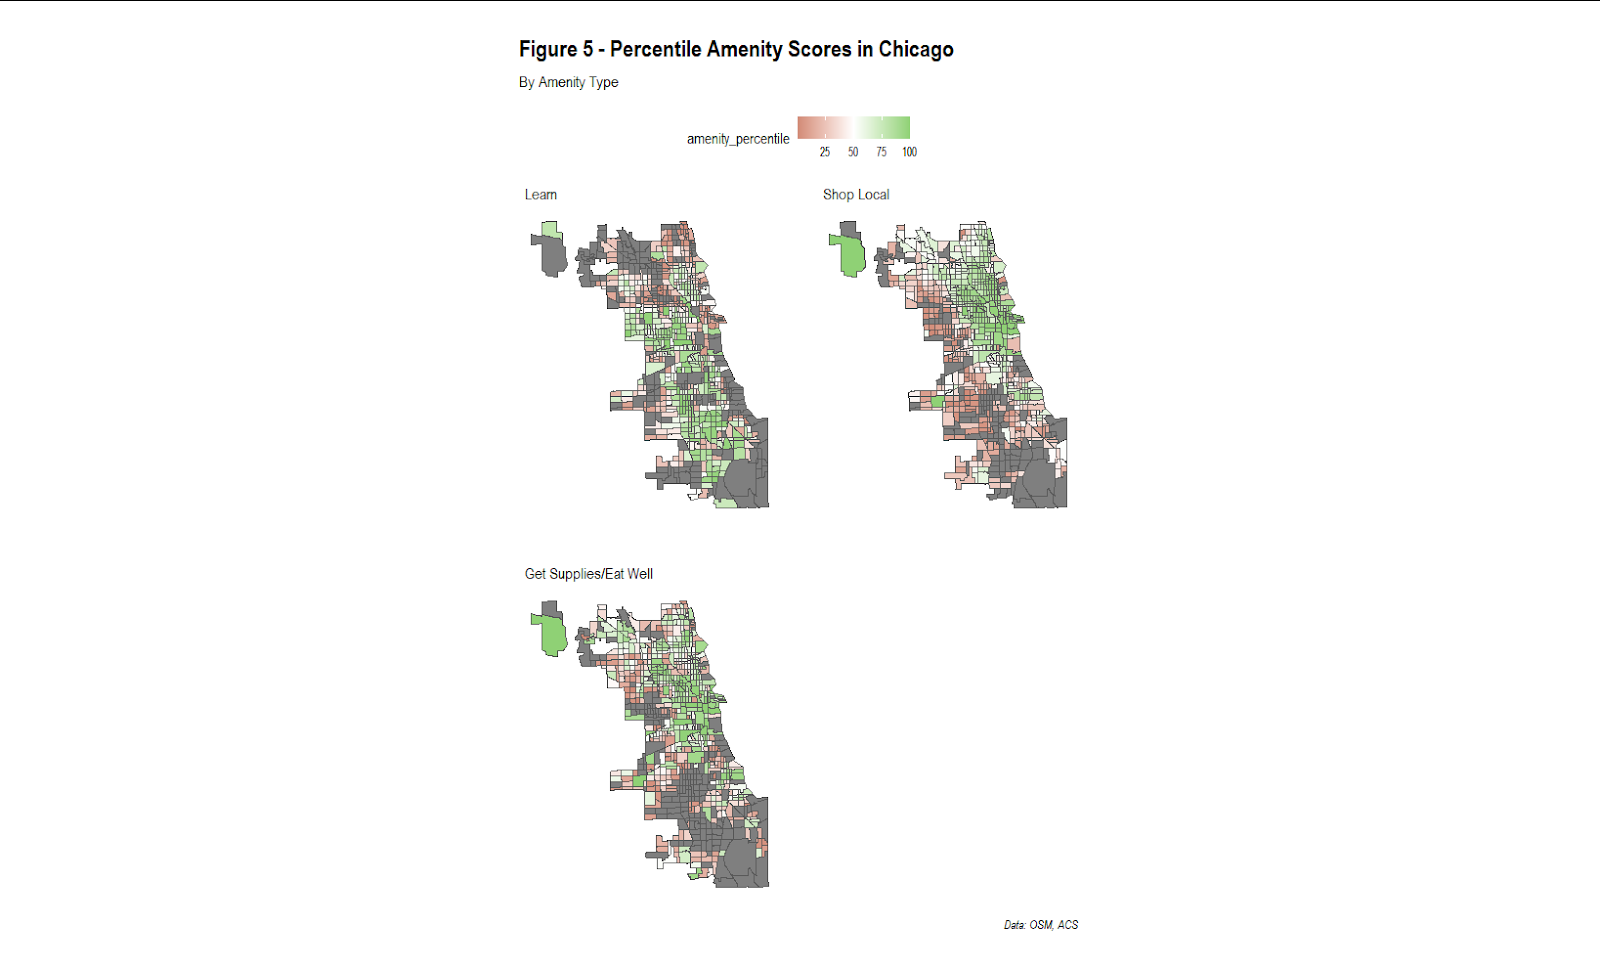 Figure 5 - Percentile Amenity Scores in Chicago
By Amenity Type
amenity_percentile
25 50 75 100
Learn
Shop Local
Get Supplies/Eat Well
Data: OSM, ACS